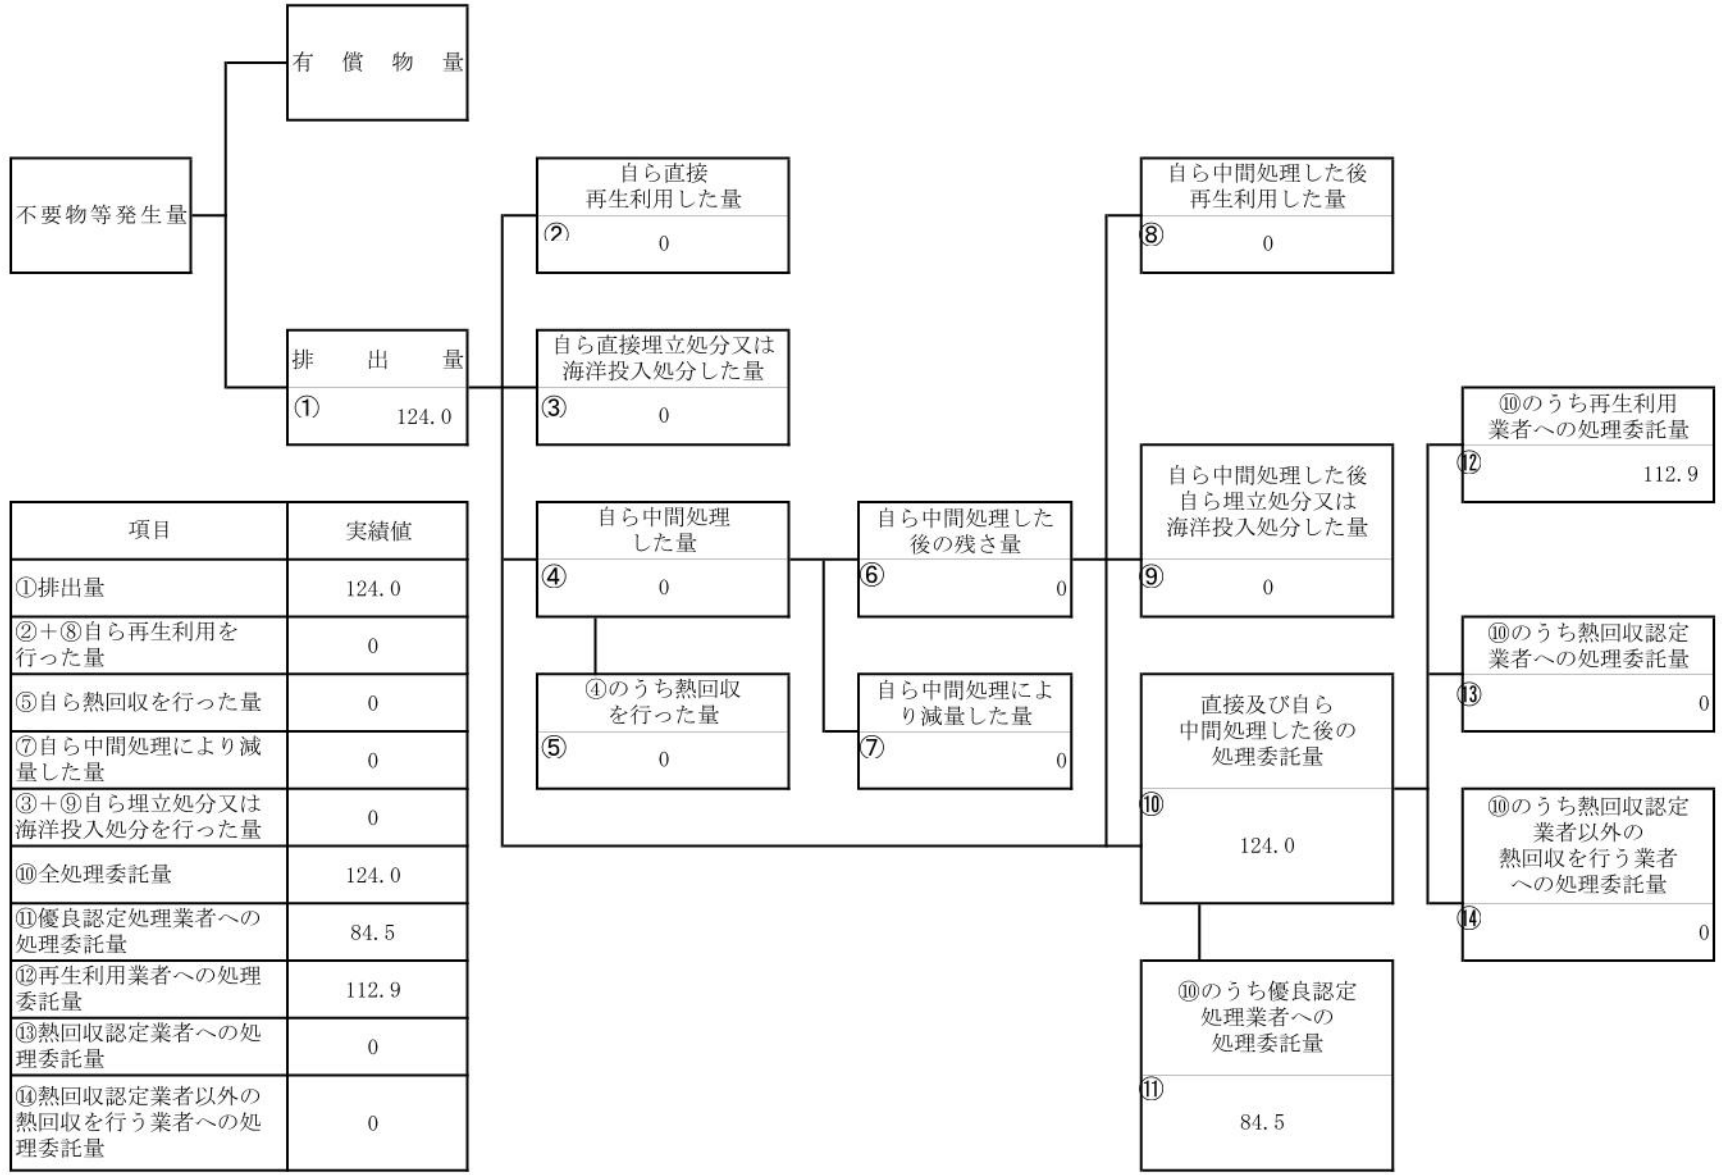 有償物量
不要物等発生量
排出量
①
124.0
自ら直接
再生利用した量
②
0
自ら直接埋立処分又は
海洋投入処分した量
③
0
自ら中間処理
した量
④
0
④のうち熱回収
を行った量
⑤
0
自ら中間処理した
後の残さ量
⑥
0
自ら中間処理によ
り減量した量
⑦
0
自ら中間処理した後
再生利用した量
⑧
0
自ら中間処理した後
自ら埋立処分又は
海洋投入処分した量
⑨
0
直接及び自ら
中間処理した後の
処理委託量
⑩
124.0
⑩のうち優良認定
処理業者への
処理委託量
⑪
84.5
⑩のうち再生利用
業者への処理委託量
⑫
112.9
⑩のうち熱回収認定
業者への処理委託量
⑬
0
⑩のうち熱回収認定
業者以外の
熱回収を行う業者
への処理委託量
⑭
0
項目 実績値
①排出量 124.0
②＋⑧自ら再生利用を
行った量
0
⑤自ら熱回収を行った量 0
⑦自ら中間処理により減
量した量
0
③＋⑨自ら埋立処分又は
海洋投入処分を行った量
0
⑩全処理委託量 124.0
⑪優良認定処理業者への
処理委託量
84.5
⑫再生利用業者への処理
委託量
112.9
⑬熱回収認定業者への処
理委託量
0
⑭熱回収認定業者以外の
熱回収を行う業者への処
理委託量
0